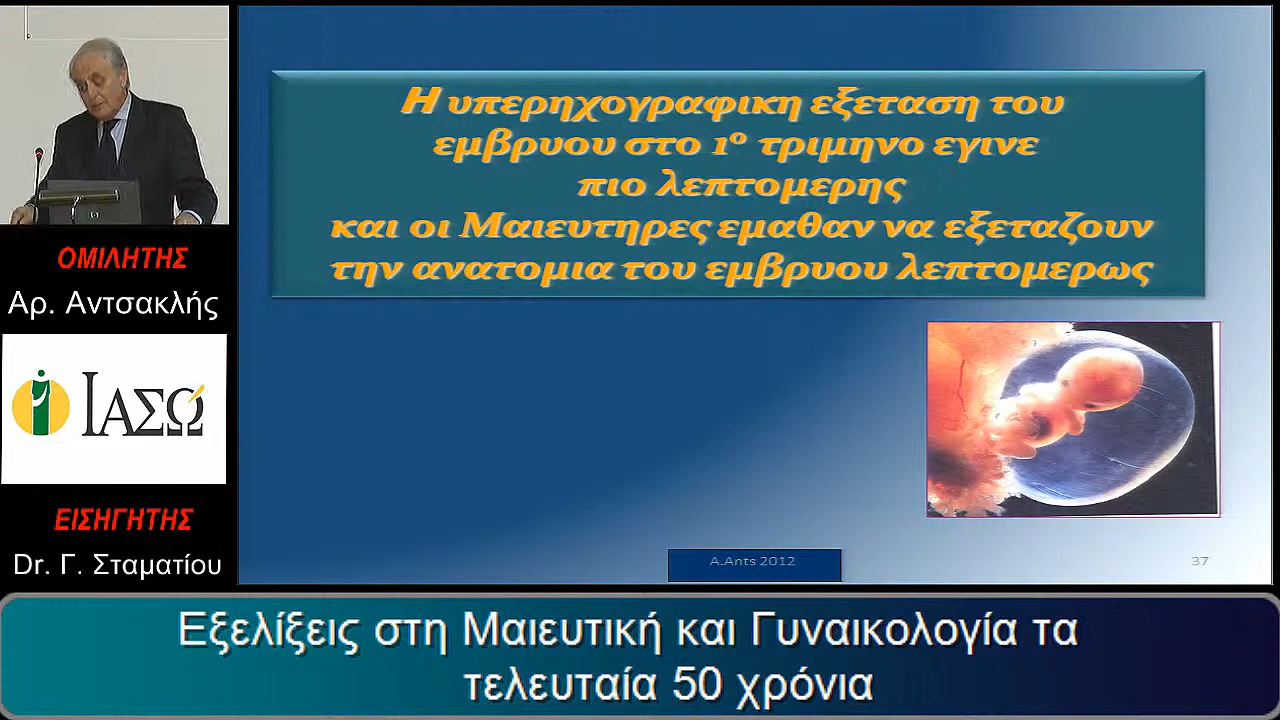 Η υπερηχογραφικη εξεταση του
εμβρυου στο 1º τριμηνο εγινε
πιο λεπτομερης
και οι Μαιευτηρες εμαθαν να εξεταζουν
την ανατομια του εμβρυου λεπτομερως
ΟΜΙΛΗΤΗΣ
Αρ. Αντσακλής
ΙΑΣΩ
ΕΙΣΗΓΗΤΗΣ
Dr. Γ. Σταματίου
A.Ants 2012
37
Εξελίξεις στη Μαιευτική και Γυναικολογία τα
τελευταία 50 χρόνια